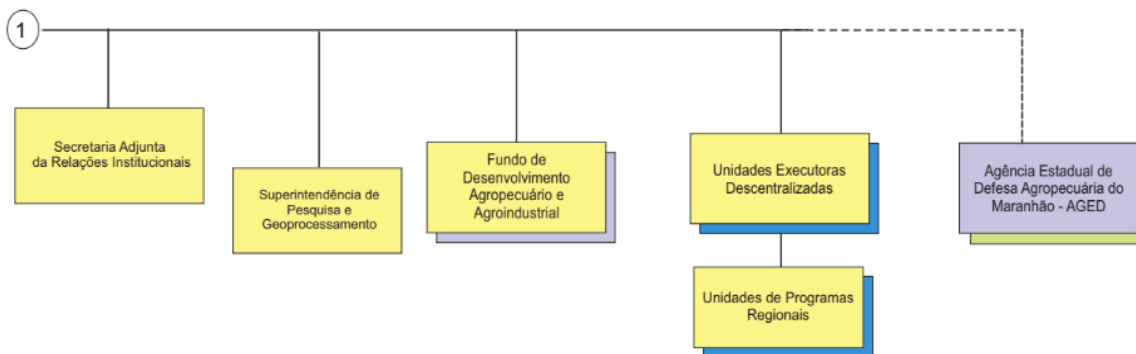 1
Secretaria Adjunta
da Relações Institucionais
Superintendência de
Pesquisa e
Geoprocessamento
Fundo de
Desenvolvimento
Agropecuário e
Agroindustrial
Unidades Executoras
Descentralizadas
Unidades de Programas
Regionais
Agência Estadual de
Defesa Agropecuária do
Maranhão - AGED